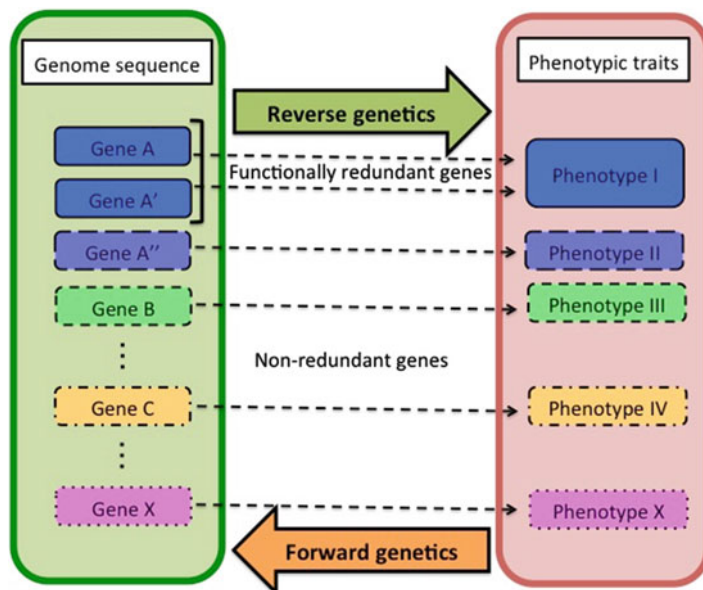 Genome sequence
Phenotypic traits
Reverse genetics
Gene A
Functionally redundant genes
Phenotype I
Gene A'
Gene A''
Phenotype II
Gene B
Phenotype III
Non-redundant genes
Gene C
Phenotype IV
Gene X
Phenotype X
Forward genetics